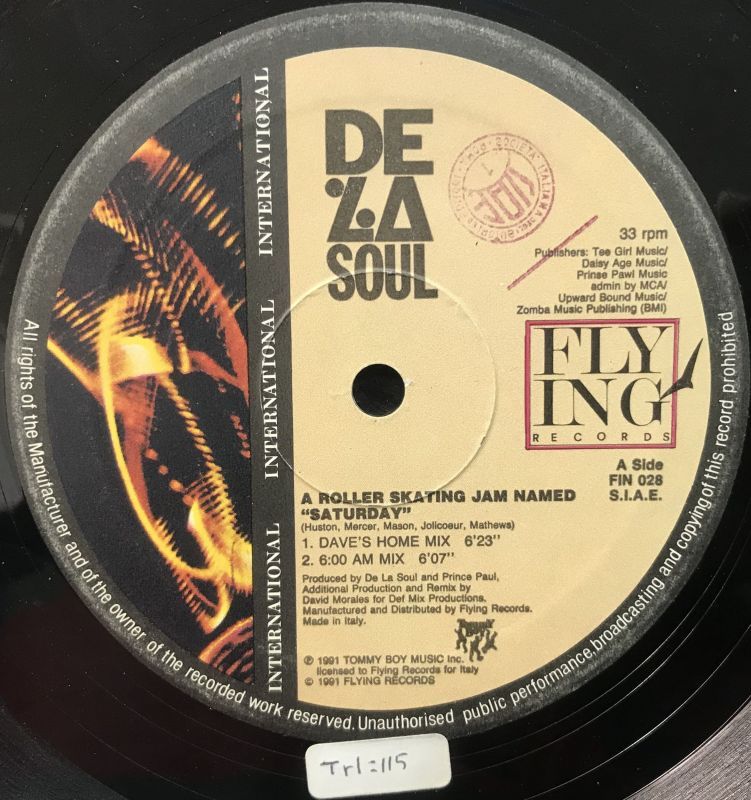 DE
LA
SOUL
INTERNATIONAL
INTERNATIONAL
INTERNATIONAL
SOCIETA' ITALIANA
33 rpm
Publishers: Tee Girl Music/
Daisy Age Music/
Prinse Pawl Music
admin by MCA/
Upward Bound Music/
Zomba Music Publishing (BMI)
FLY
ING
RECORDS
A Side
FIN 028
S.I.A.E.
A ROLLER SKATING JAM NAMED
“SATURDAY”
(Huston, Mercer, Mason, Jolicoeur, Mathews)
1. DAVE'S HOME MIX 6'23''
2. 6:00 AM MIX 6'07''
Produced by De La Soul and Prince Paul,
Additional Production and Remix by
David Morales for Def Mix Productions.
Manufactured and Distributed by Flying Records.
Made in Italy.
TOMMY
BOY
℗ 1991 TOMMY BOY MUSIC Inc.
licensed to Flying Records for Italy
© 1991 FLYING RECORDS
All rights of the Manufacturer and of the owner of the recorded work reserved. Unauthorised public performance, broadcasting and copying of this record prohibited
Tr1=115